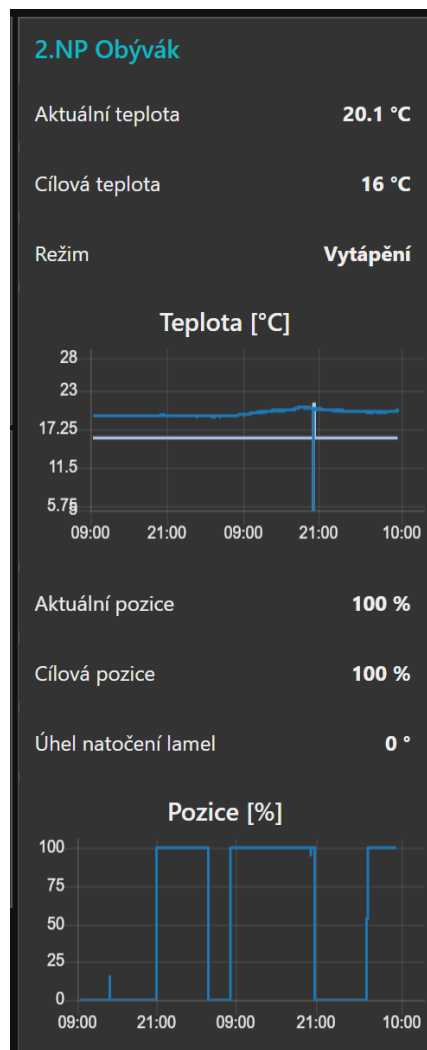 2.NP Obývák
Aktuální teplota 20.1 °C
Cílová teplota 16 °C
Režim Vytápění
Teplota [°C]
28
23
17.25
11.5
5.75
09:00 21:00 09:00 21:00 10:00
Aktuální pozice 100 %
Cílová pozice 100 %
Úhel natočení lamel 0 °
Pozice [%]
100
75
50
25
0
09:00 21:00 09:00 21:00 10:00